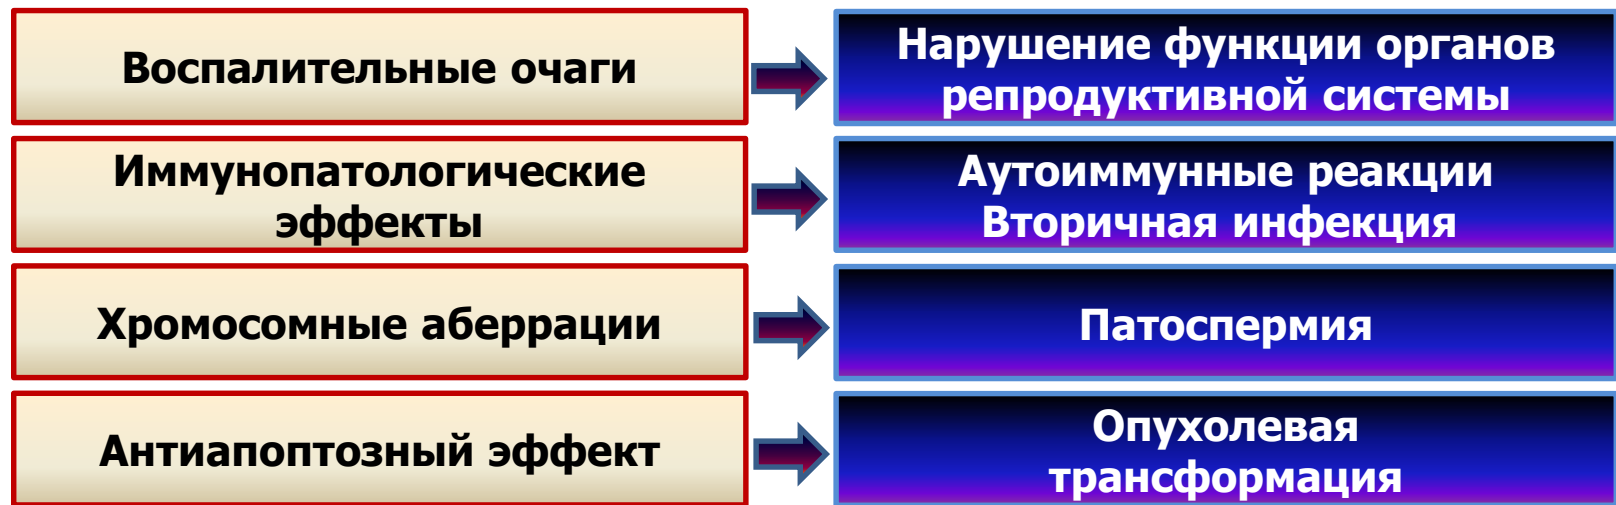 Воспалительные очаги
Нарушение функции органов
репродуктивной системы
Иммунопатологические
эффекты
Аутоиммунные реакции
Вторичная инфекция
Хромосомные аберрации
Патоспермия
Антиапоптозный эффект
Опухолевая
трансформация